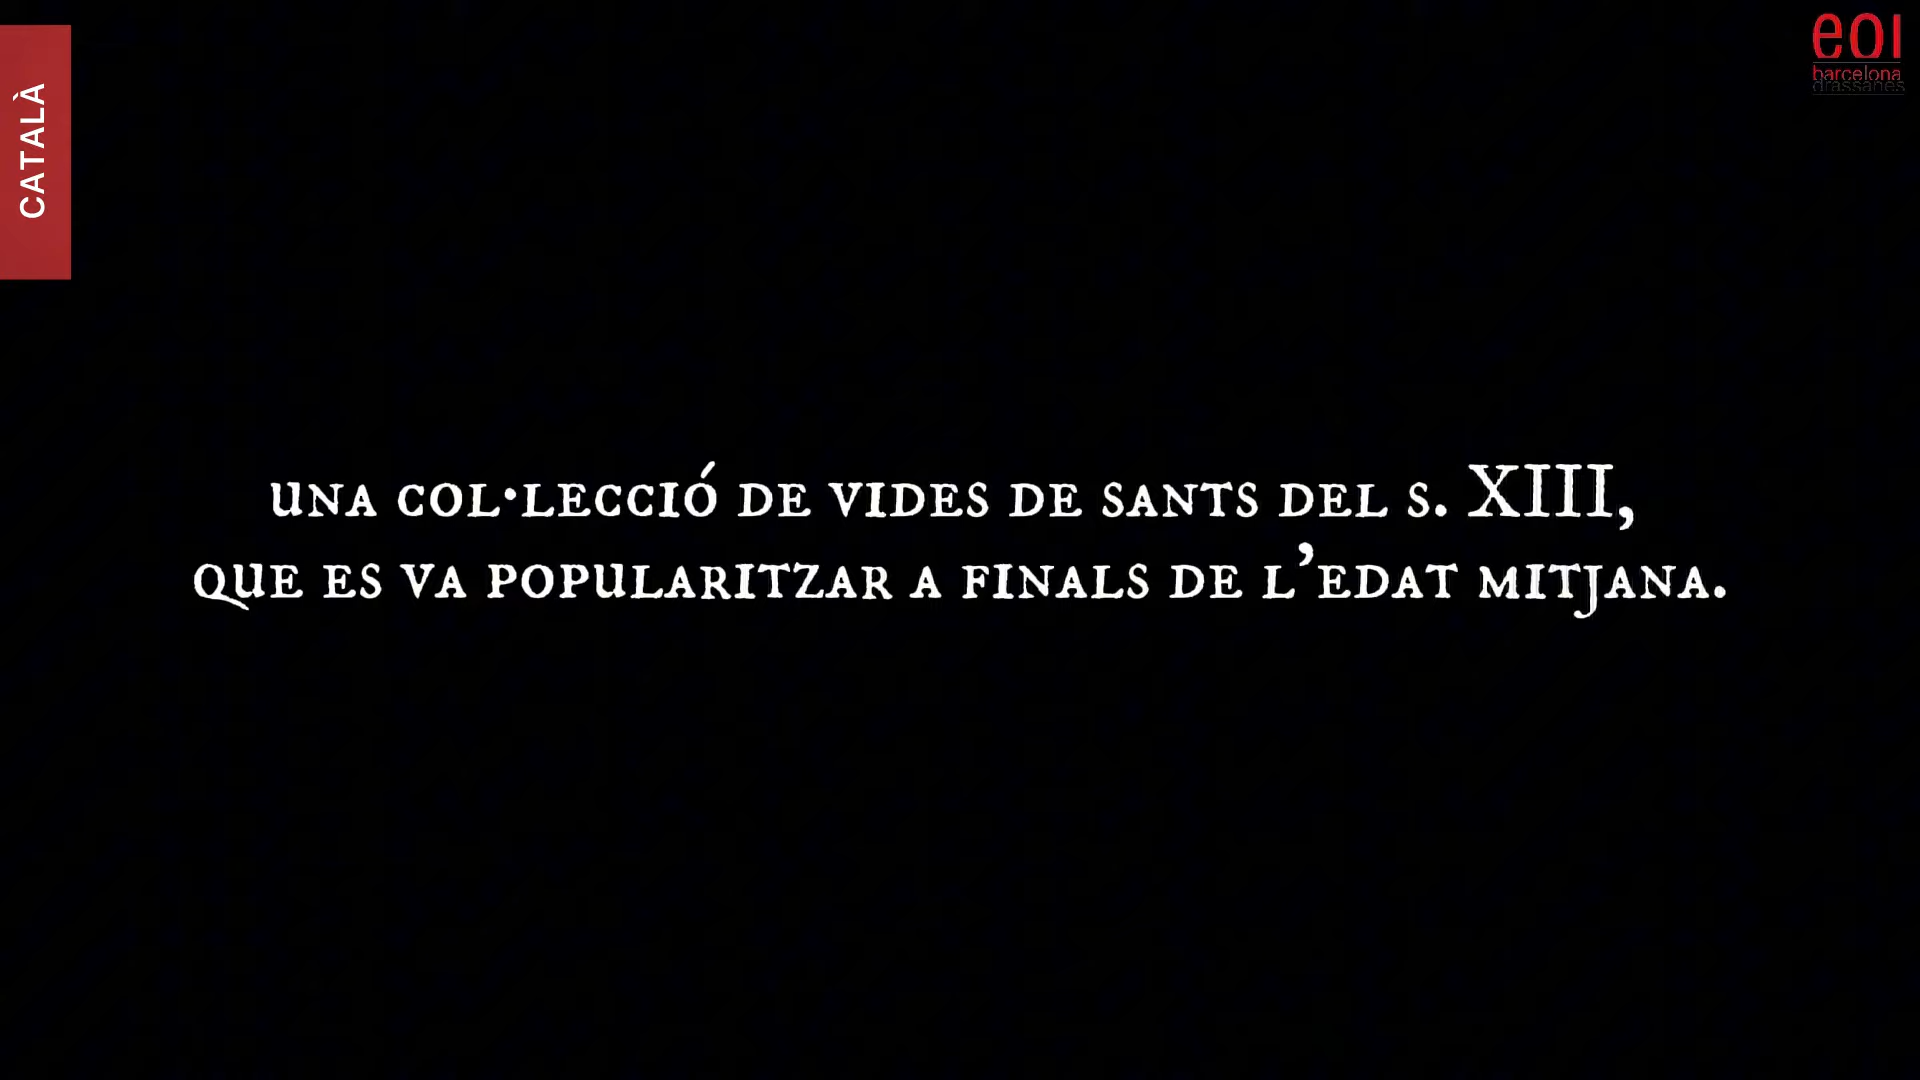 CATALÀ
eoi
barcelona
drassanes
una col·lecció de vides de sants del s. XIII,
que es va popularitzar a finals de l’edat mitjana.